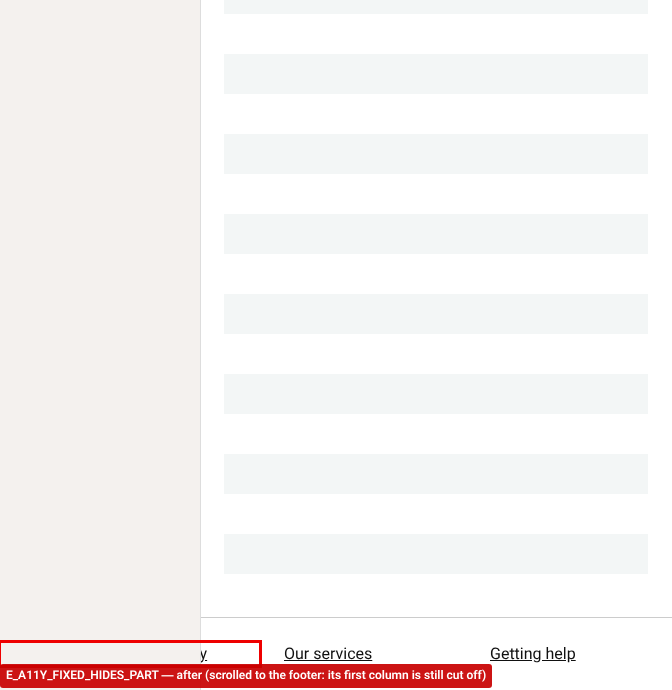 y Our services Getting help
E_A11Y_FIXED_HIDES_PART — after (scrolled to the footer: its first column is still cut off)